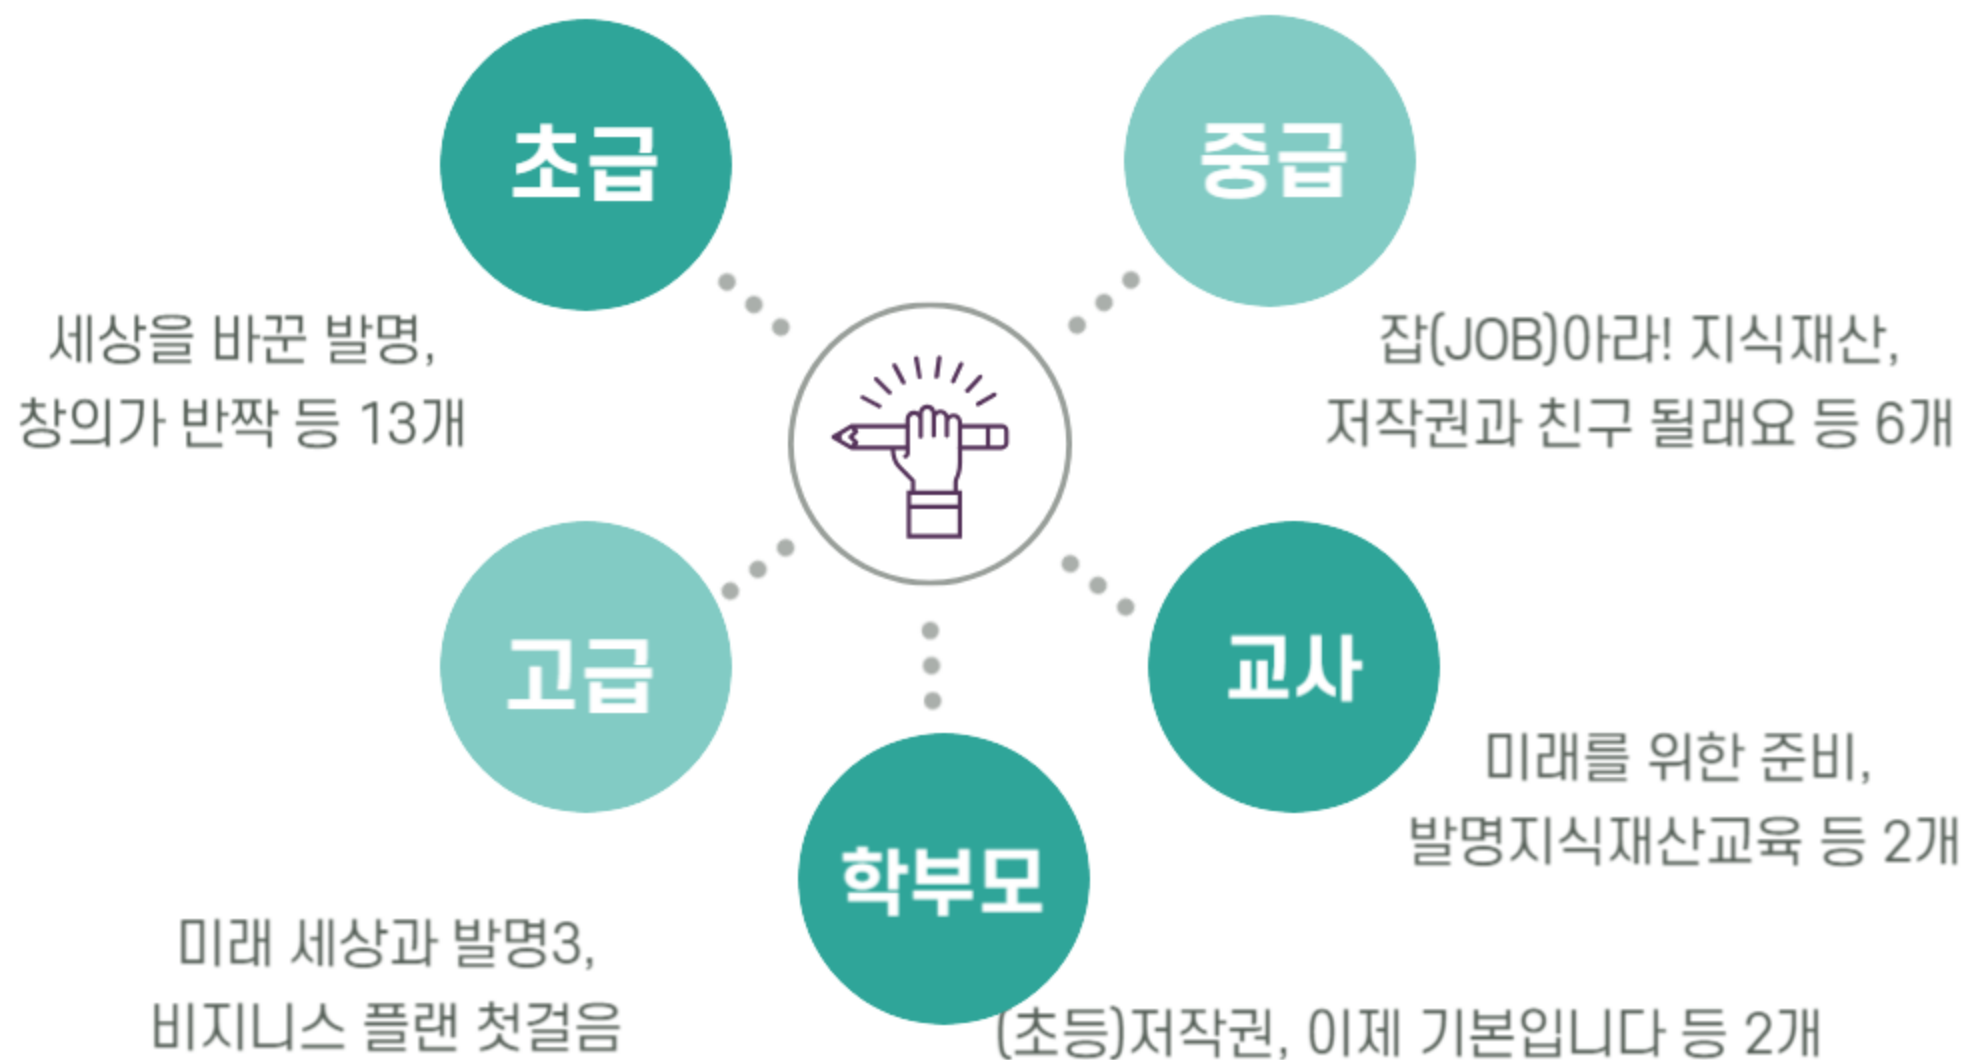 초급
중급
세상을 바꾼 발명,
창의가 반짝 등 13개
잡(JOB)아라! 지식재산,
저작권과 친구 될래요 등 6개
고급
교사
미래를 위한 준비,
발명지식재산교육 등 2개
학부모
미래 세상과 발명3,
비지니스 플랜 첫걸음
(초등)저작권, 이제 기본입니다 등 2개